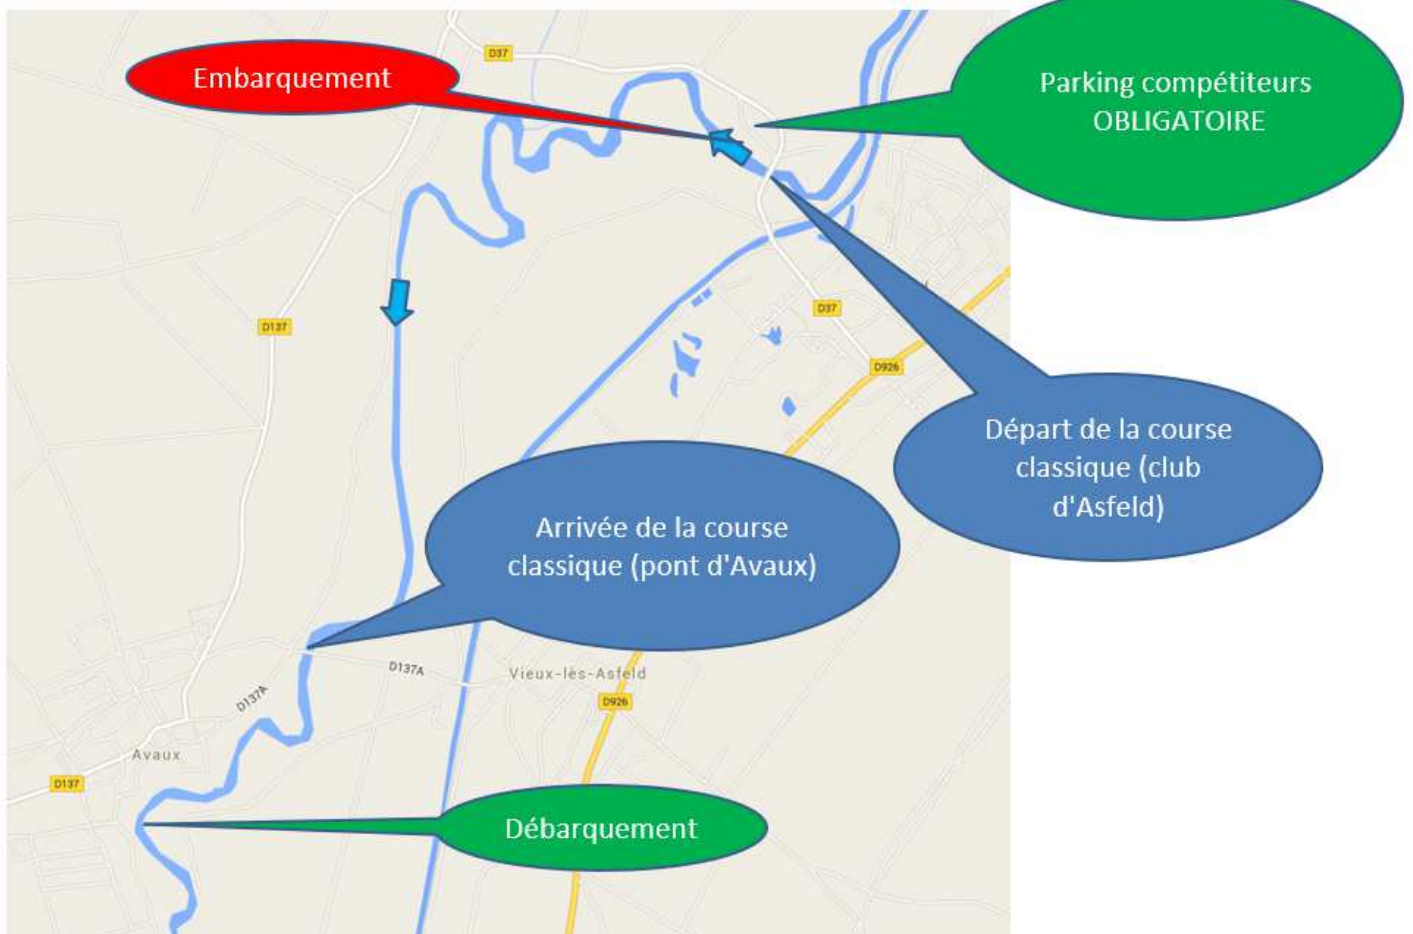 D37
Embarquement
Parking compétiteurs
OBLIGATOIRE
D137
D37
D926
Départ de la course
classique (club
d'Asfeld)
Arrivée de la course
classique (pont d'Avaux)
D137A
Vieux-lès-Asfeld
D137A
D926
Avaux
D137
Débarquement